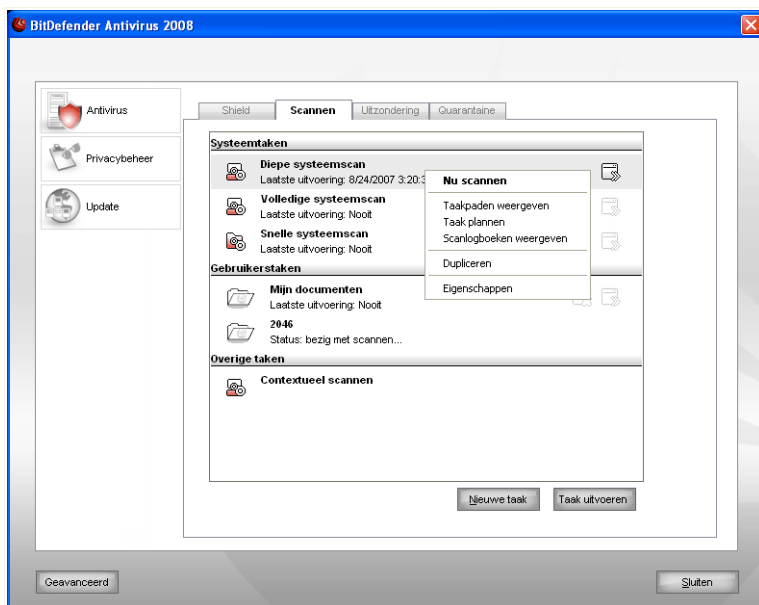 BitDefender Antivirus 2008
Antivirus
Privacybeheer
Update
Shield
Scannen
Uitzondering
Quarantaine
Systeemtaken
Diepe systeemscan
Laatste uitvoering: 8/24/2007 3:20:3
Volledige systeemscan
Laatste uitvoering: Nooit
Snelle systeemscan
Laatste uitvoering: Nooit
Gebruikerstaken
Mijn documenten
Laatste uitvoering: Nooit
2046
Status: bezig met scannen...
Overige taken
Contextueel scannen
Nu scannen
Taakpaden weergeven
Taak plannen
Scanlogboeken weergeven
Dupliceren
Eigenschappen
Nieuwe taak
Taak uitvoeren
Geavanceerd
Sluiten